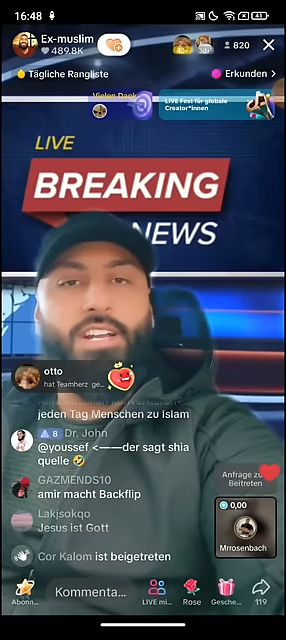 16:48
41
Ex-muslim
489.8K
30+
820
Tägliche Rangliste
Erkunden >
Vielen Dank
LIVE Fest für globale
Creator*innen
LIVE
BREAKING
NEWS
otto
hat Teamherz ge...
jeden Tag Menschen zu Islam
8 Dr. John
@youssef <——der sagt shia
quelle 🤣
GAZMENDS10
amir macht Backflip
Lakjsokqo
Jesus ist Gott
Cor Kalom ist beigetreten
Anfrage zu
Beitreten
0,00
Mrrosenbach
Kommenta...
Abonn...
LIVE mi...
Rose
Gesche...
119